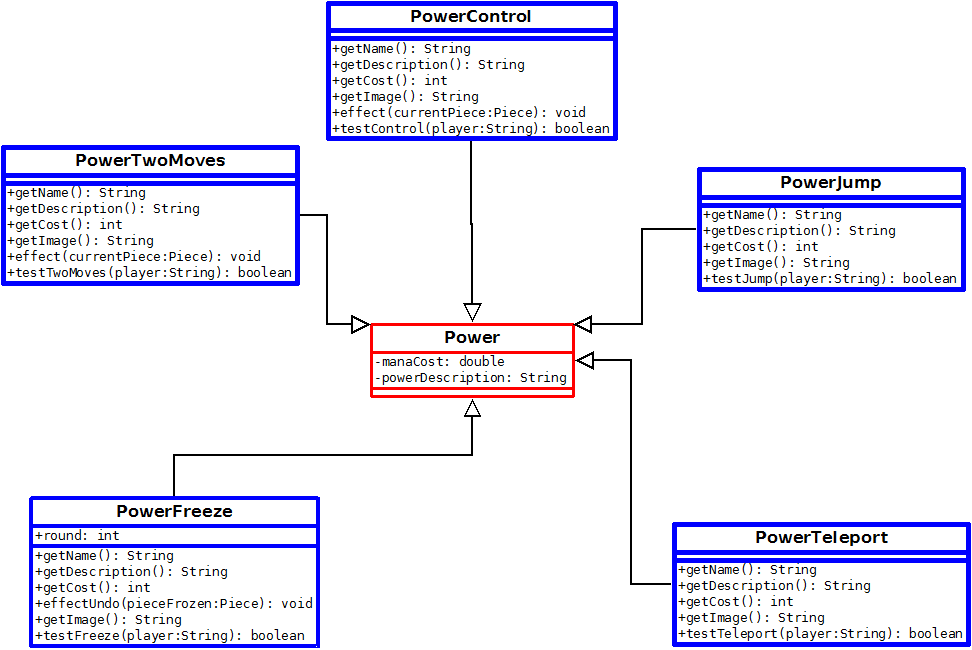 PowerControl
+getName(): String
+getDescription(): String
+getCost(): int
+getImage(): String
+effect(currentPiece:Piece): void
+testControl(player:String): boolean
PowerTwoMoves
+getName(): String
+getDescription(): String
+getCost(): int
+getImage(): String
+effect(currentPiece:Piece): void
+testTwoMoves(player:String): boolean
PowerJump
+getName(): String
+getDescription(): String
+getCost(): int
+getImage(): String
+testJump(player:String): boolean
Power
-manaCost: double
-powerDescription: String
PowerFreeze
+round: int
+getName(): String
+getDescription(): String
+getCost(): int
+effectUndo(pieceFrozen:Piece): void
+getImage(): String
+testFreeze(player:String): boolean
PowerTeleport
+getName(): String
+getDescription(): String
+getCost(): int
+getImage(): String
+testTeleport(player:String): boolean